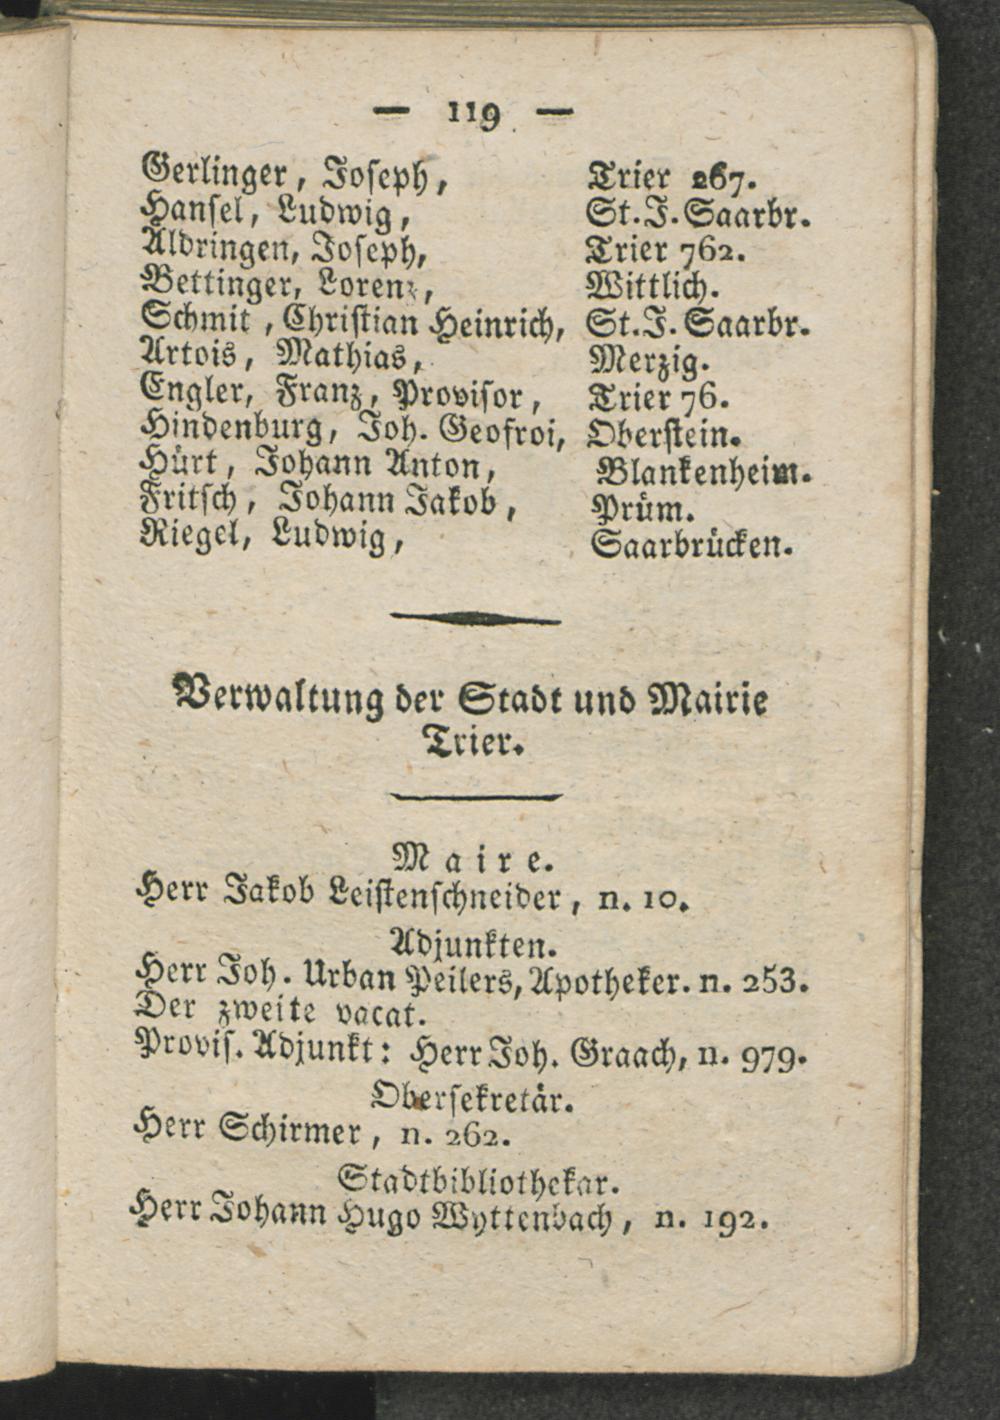 — 119 —
Gerlinger, Joseph, Trier 267.
Hansel, Ludwig, St. J. Saarbr.
Aldringen, Joseph, Trier 762.
Bettinger, Lorenz, Wittlich.
Schmit, Christian Heinrich, St. J. Saarbr.
Artois, Mathias, Merzig.
Engler, Franz, Provisor, Trier 76.
Hindenburg, Joh. Geofroi, Oberstein.
Hürt, Johann Anton, Blankenheim.
Fritsch, Johann Jakob, Prüm.
Riegel, Ludwig, Saarbrücken.
Verwaltung der Stadt und Mairie
Trier.
Maire.
Herr Jakob Leistenschneider, n. 10.
Adjunkten.
Herr Joh. Urban Peilers, Apotheker. n. 253.
Der zweite vacat.
Provis. Adjunkt: Herr Joh. Graach, n. 979.
Obersekretär.
Herr Schirmer, n. 262.
Stadtbibliothekar.
Herr Johann Hugo Wyttenbach, n. 192.